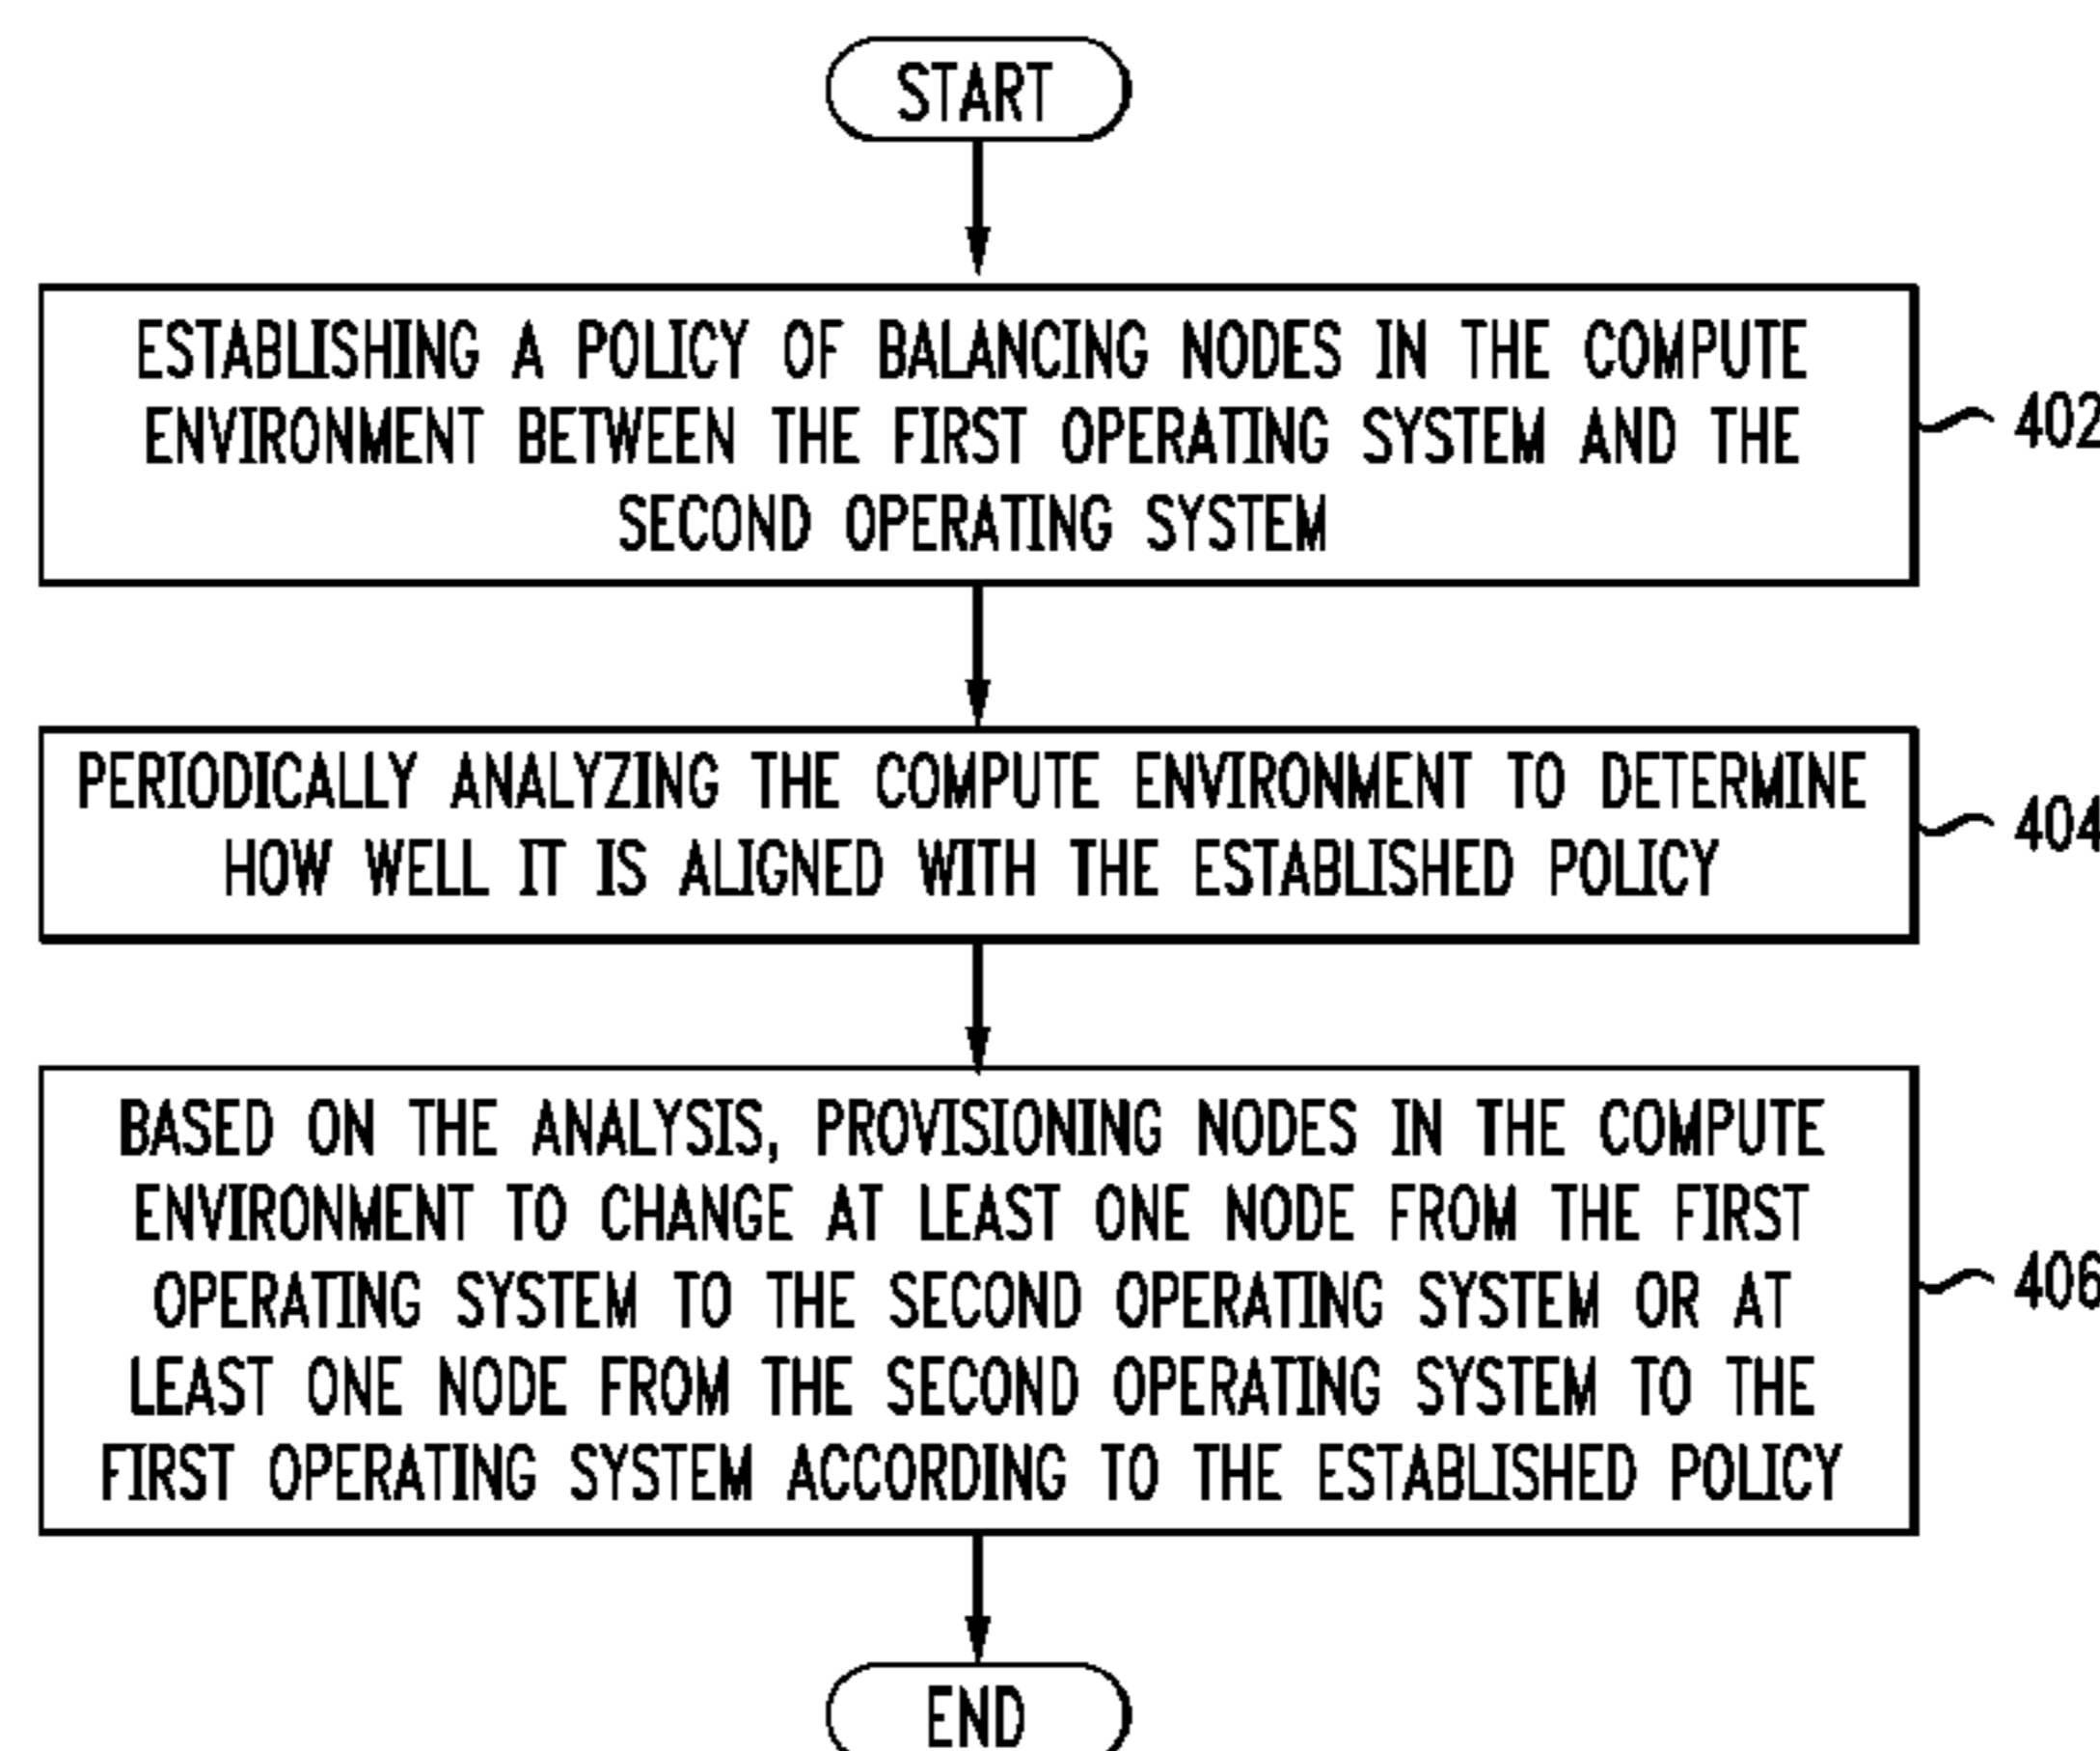 START
ESTABLISHING A POLICY OF BALANCING NODES IN THE COMPUTE
ENVIRONMENT BETWEEN THE FIRST OPERATING SYSTEM AND THE
SECOND OPERATING SYSTEM
402
PERIODICALLY ANALYZING THE COMPUTE ENVIRONMENT TO DETERMINE
HOW WELL IT IS ALIGNED WITH THE ESTABLISHED POLICY
404
BASED ON THE ANALYSIS, PROVISIONING NODES IN THE COMPUTE
ENVIRONMENT TO CHANGE AT LEAST ONE NODE FROM THE FIRST
OPERATING SYSTEM TO THE SECOND OPERATING SYSTEM OR AT
LEAST ONE NODE FROM THE SECOND OPERATING SYSTEM TO THE
FIRST OPERATING SYSTEM ACCORDING TO THE ESTABLISHED POLICY
406
END